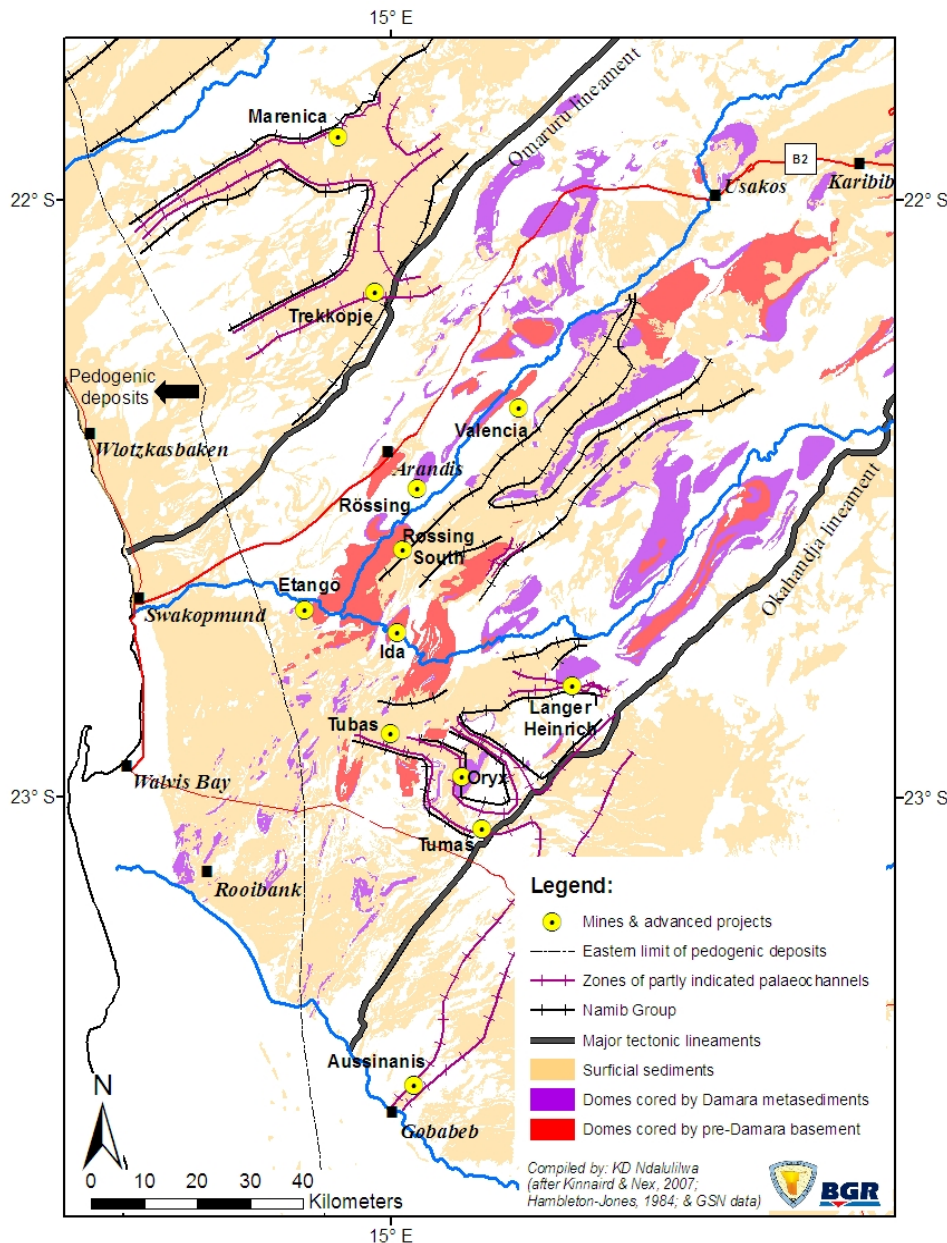 15° E
Marenica
Omaruru lineament
B2
Usakos
Karibib
22° S
22° S
Trekkopje
Pedogenic
deposits
Valencia
Wlotzkasbaken
Arandis
Rössing
Røssing
South
Okahandja lineament
Etango
Swakopmund
Ida
Langer
Heinrich
Tubas
Oryx
Walvis Bay
23° S
23° S
Tumas
Rooibank
Legend:
Mines & advanced projects
Eastern limit of pedogenic deposits
Zones of partly indicated palaeochannels
Namib Group
Major tectonic lineaments
Surficial sediments
Domes cored by Damara metasediments
Domes cored by pre-Damara basement
Aussinanis
Gobabeb
N
0 10 20 30 40
Kilometers
Compiled by: KD Ndalulilwa
(after Kinnaird & Nex, 2007;
Hambleton-Jones, 1984; & GSN data)
BGR
15° E